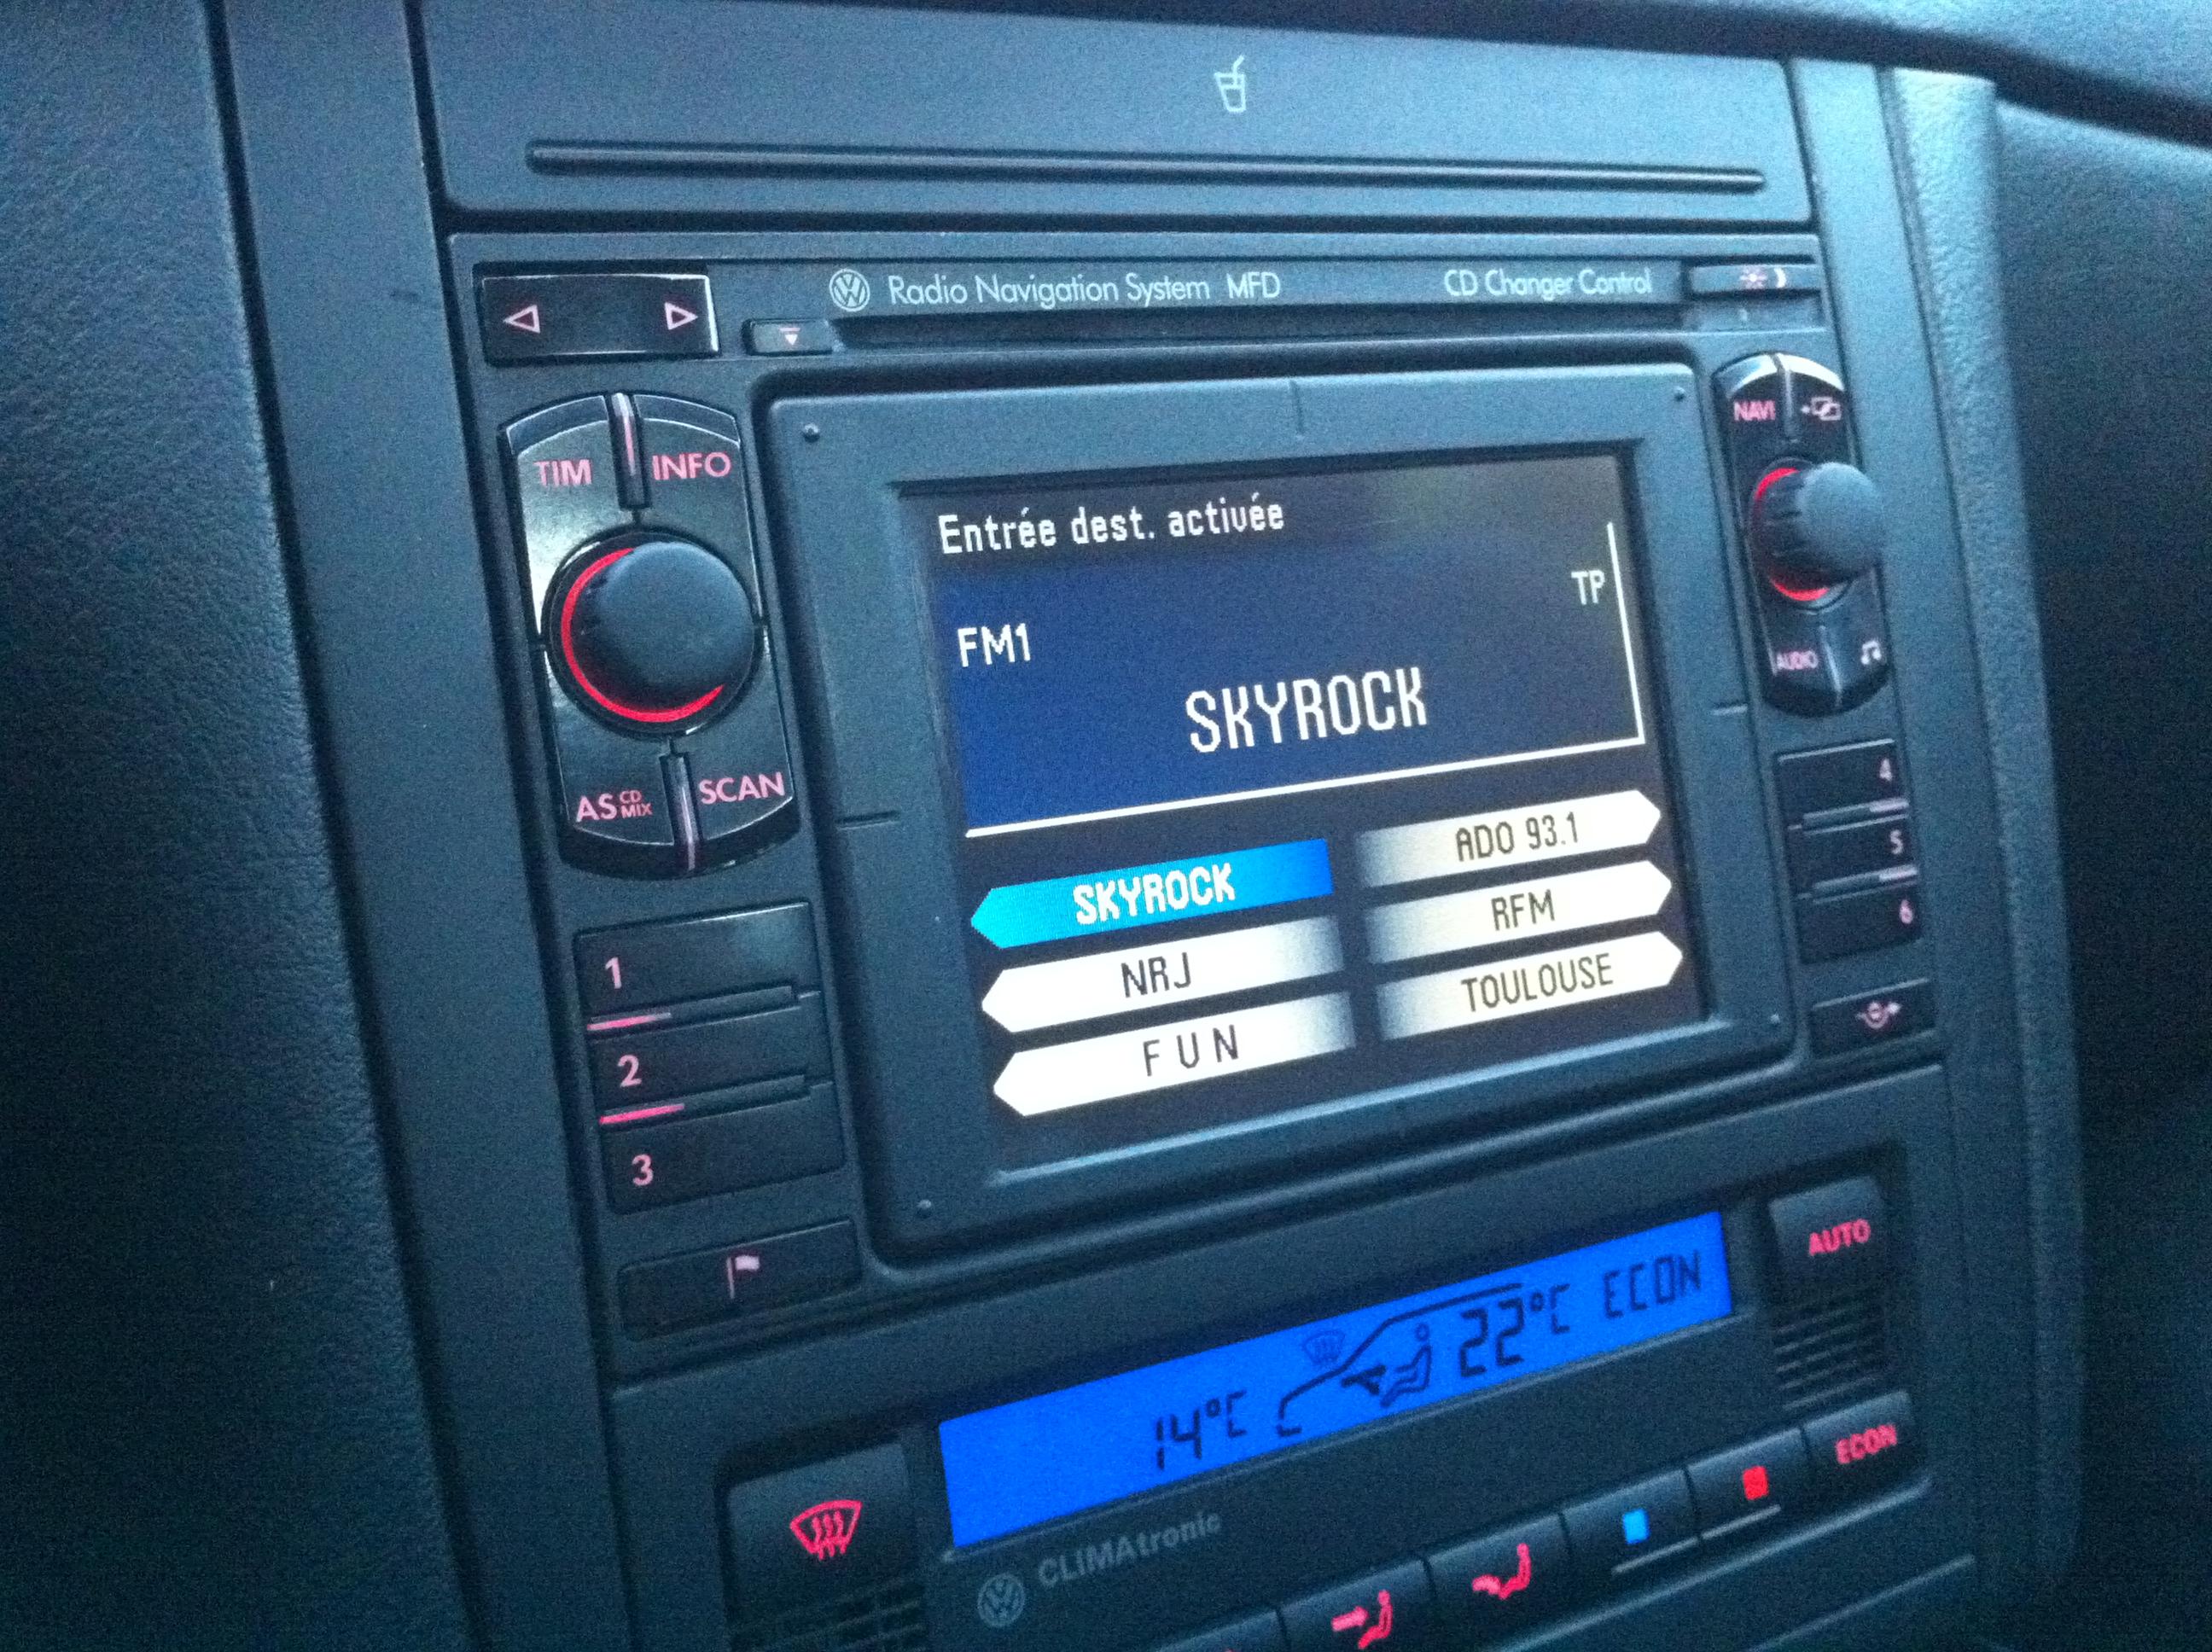 Radio Navigation System MFD
CD Changer Control
TIM
INFO
NAVI
Entrée dest. activée
TP
FM1
SKYROCK
AUDIO
AS CD MIX
SCAN
SKYROCK
ADO 93.1
NRJ
RFM
F U N
TOULOUSE
1
2
3
4
5
6
AUTO
14°C
22°C ECON
ECON
CLIMAtronic